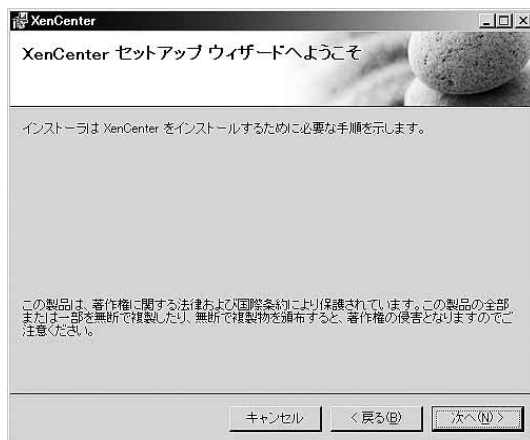 XenCenter
XenCenter セットアップ ウィザードへようこそ
インストーラは XenCenter をインストールするために必要な手順を示します。
この製品は、著作権に関する法律および国際条約により保護されています。この製品の全部
または一部を無断で複製したり、無断で複製物を頒布すると、著作権の侵害となりますのでご
注意ください。
キャンセル
< 戻る(B)
次へ(N) >